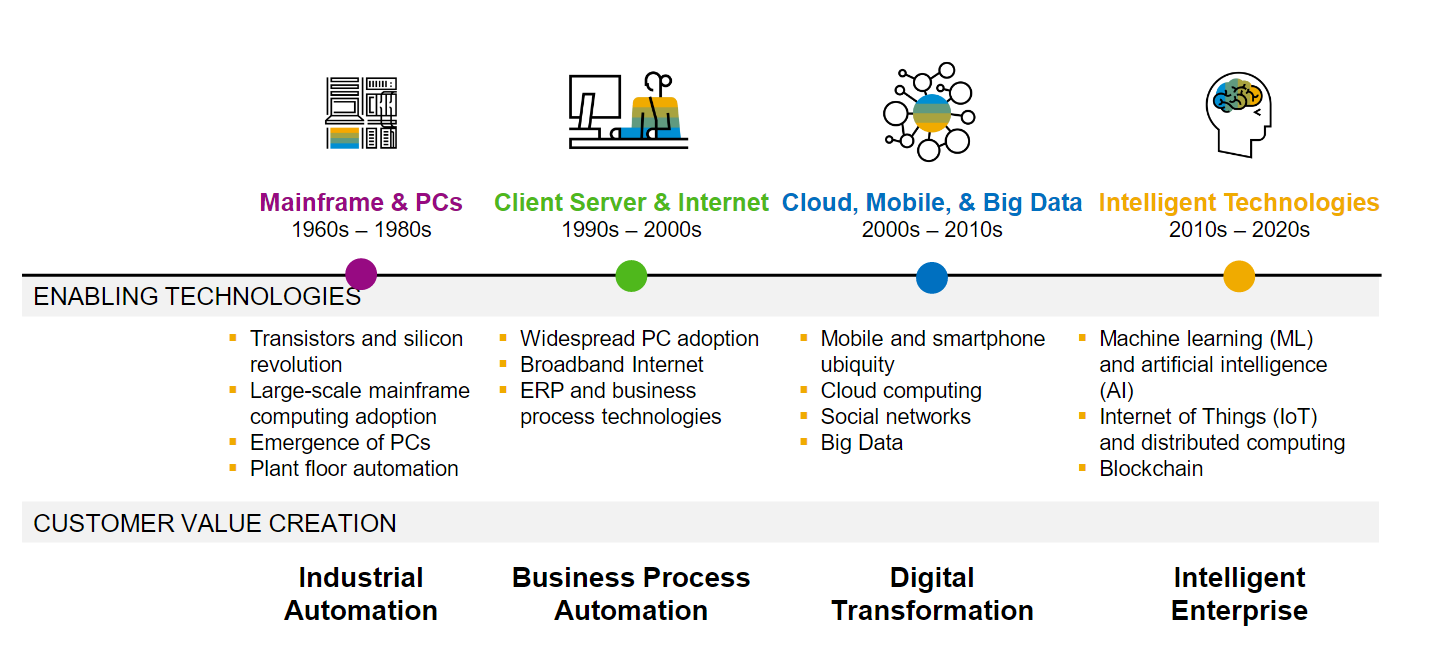 Mainframe & PCs
1960s – 1980s
Client Server & Internet
1990s – 2000s
Cloud, Mobile, & Big Data
2000s – 2010s
Intelligent Technologies
2010s – 2020s
ENABLING TECHNOLOGIES
Transistors and silicon
revolution
Large-scale mainframe
computing adoption
Emergence of PCs
Plant floor automation
Widespread PC adoption
Broadband Internet
ERP and business
process technologies
Mobile and smartphone
ubiquity
Cloud computing
Social networks
Big Data
Machine learning (ML)
and artificial intelligence
(AI)
Internet of Things (IoT)
and distributed computing
Blockchain
CUSTOMER VALUE CREATION
Industrial
Automation
Business Process
Automation
Digital
Transformation
Intelligent
Enterprise